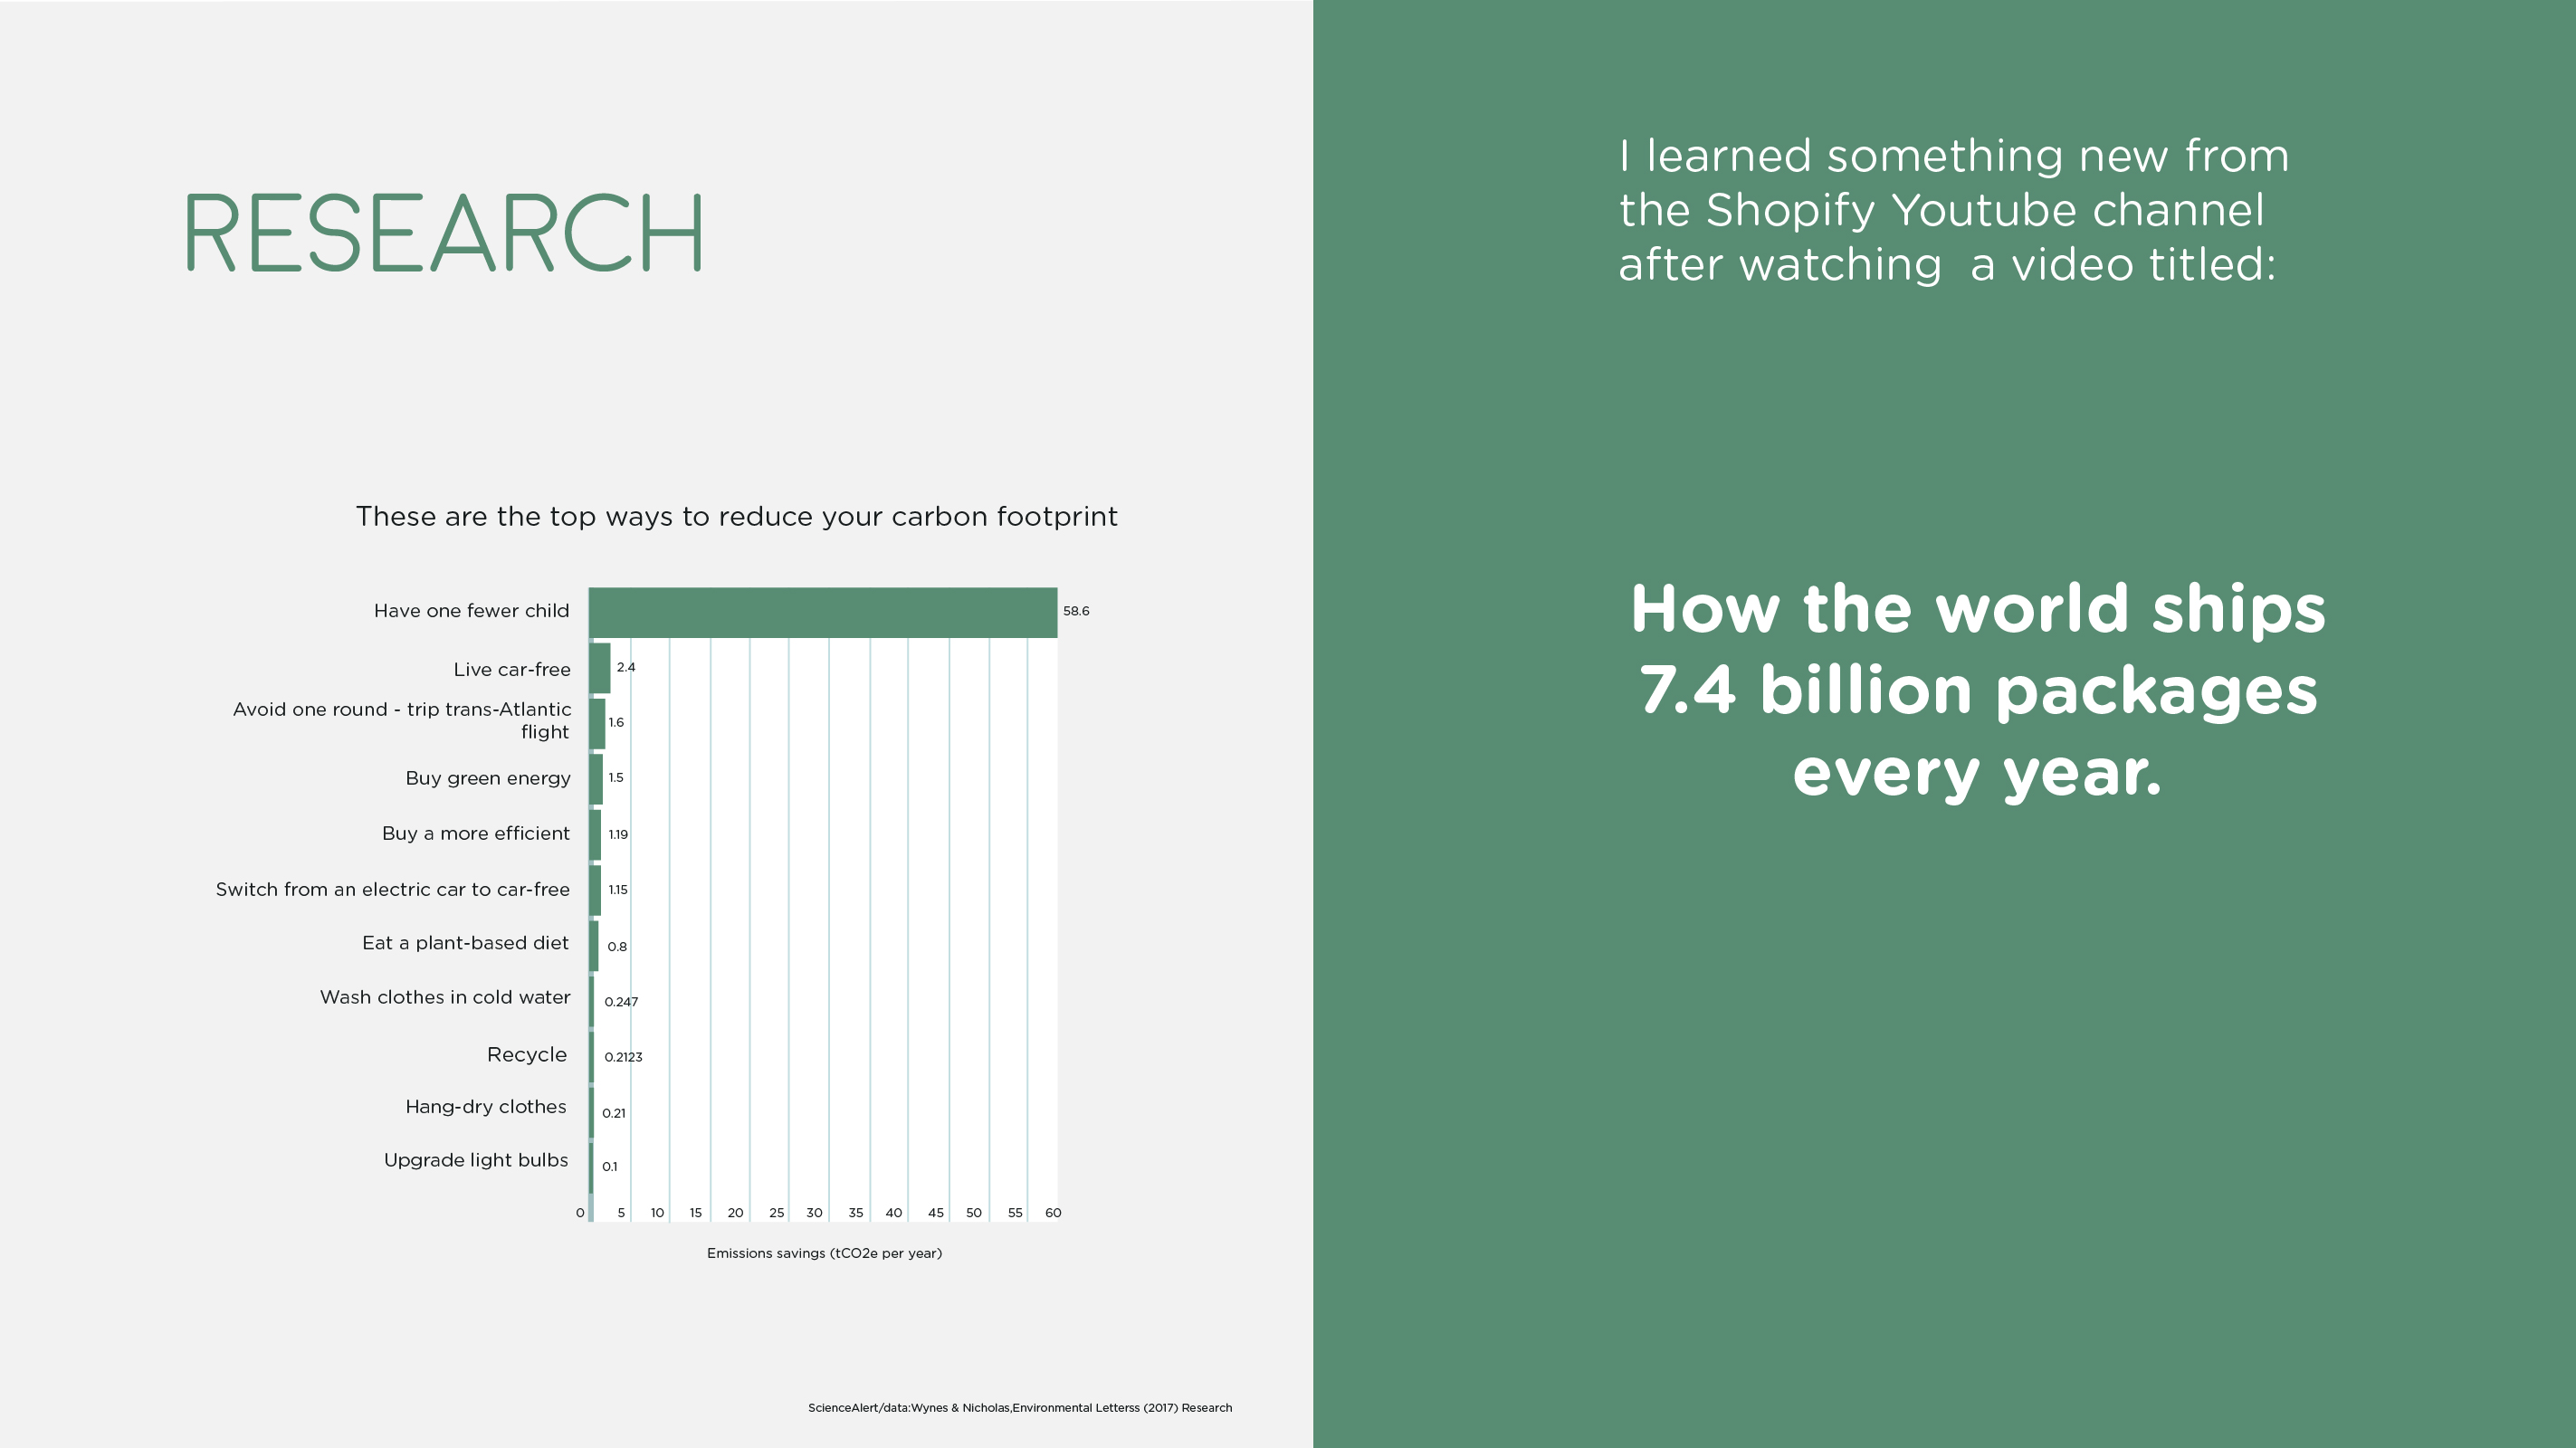 RESEARCH
These are the top ways to reduce your carbon footprint
Have one fewer child
58.6
Live car-free
2.4
Avoid one round - trip trans-Atlantic
flight
1.6
Buy green energy
1.5
Buy a more efficient
1.19
Switch from an electric car to car-free
1.15
Eat a plant-based diet
0.8
Wash clothes in cold water
0.247
Recycle
0.2123
Hang-dry clothes
0.21
Upgrade light bulbs
0.1
0 5 10 15 20 25 30 35 40 45 50 55 60
Emissions savings (tCO2e per year)
ScienceAlert/data:Wynes & Nicholas,Environmental Letterss (2017) Research
I learned something new from
the Shopify Youtube channel
after watching  a video titled:
How the world ships
7.4 billion packages
every year.